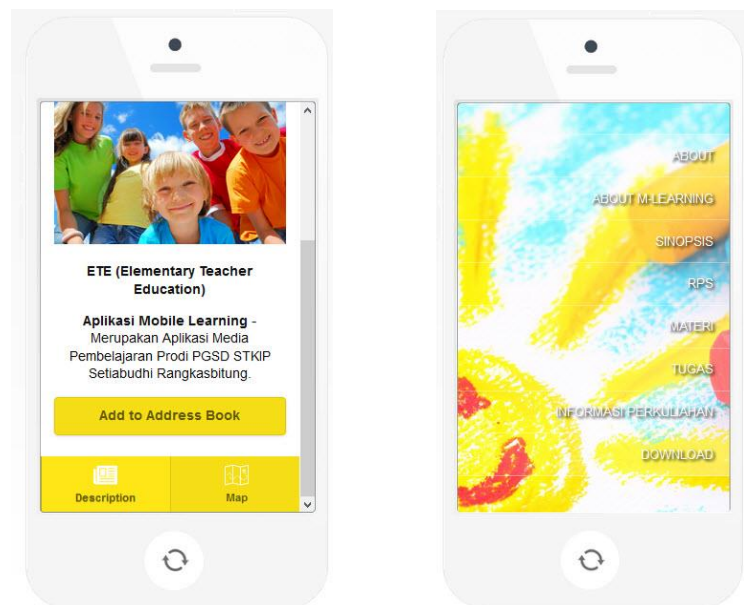 ETE (Elementary Teacher
Education)
Aplikasi Mobile Learning -
Merupakan Aplikasi Media
Pembelajaran Prodi PGSD STKIP
Setiabudhi Rangkasbitung.
Add to Address Book
Description
Map
ABOUT
ABOUT M-LEARNING
SINOPSIS
RPS
MATERI
TUGAS
INFORMASI PERKULIAHAN
DOWNLOAD